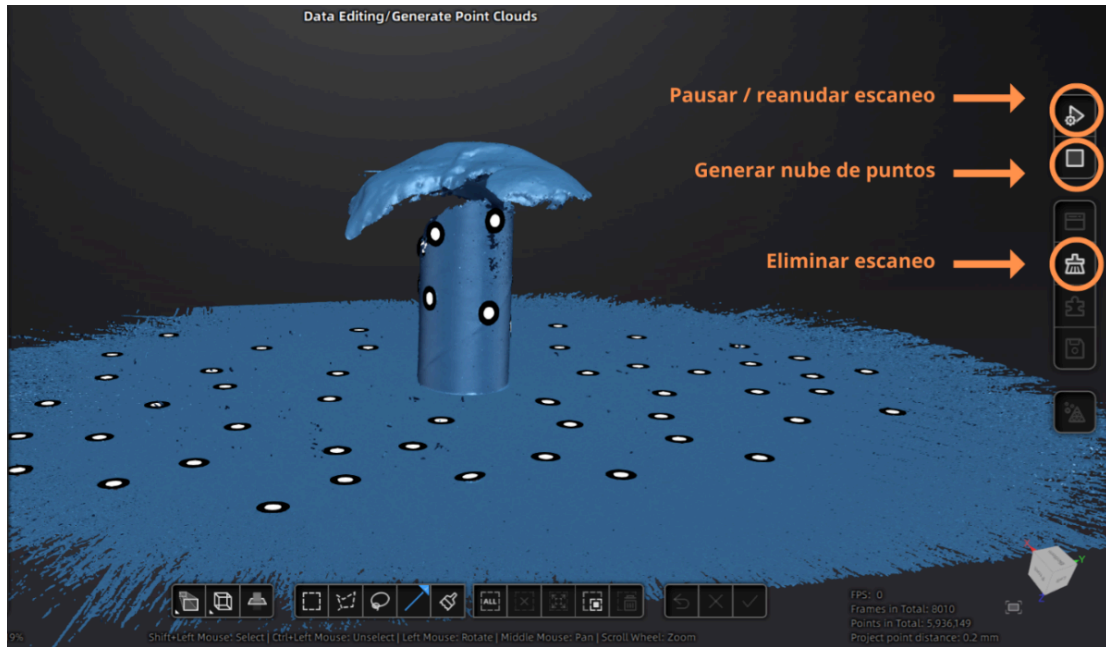 Data Editing/Generate Point Clouds
Pausar / reanudar escaneo
Generar nube de puntos
Eliminar escaneo
ALL
X
Y
Z
FPS: 0
Frames in Total: 8010
Points in Total: 5,936,149
Project point distance: 0.2 mm
9%
Shift+Left Mouse: Select | Ctrl+Left Mouse: Unselect | Left Mouse: Rotate | Middle Mouse: Pan | Scroll Wheel: Zoom